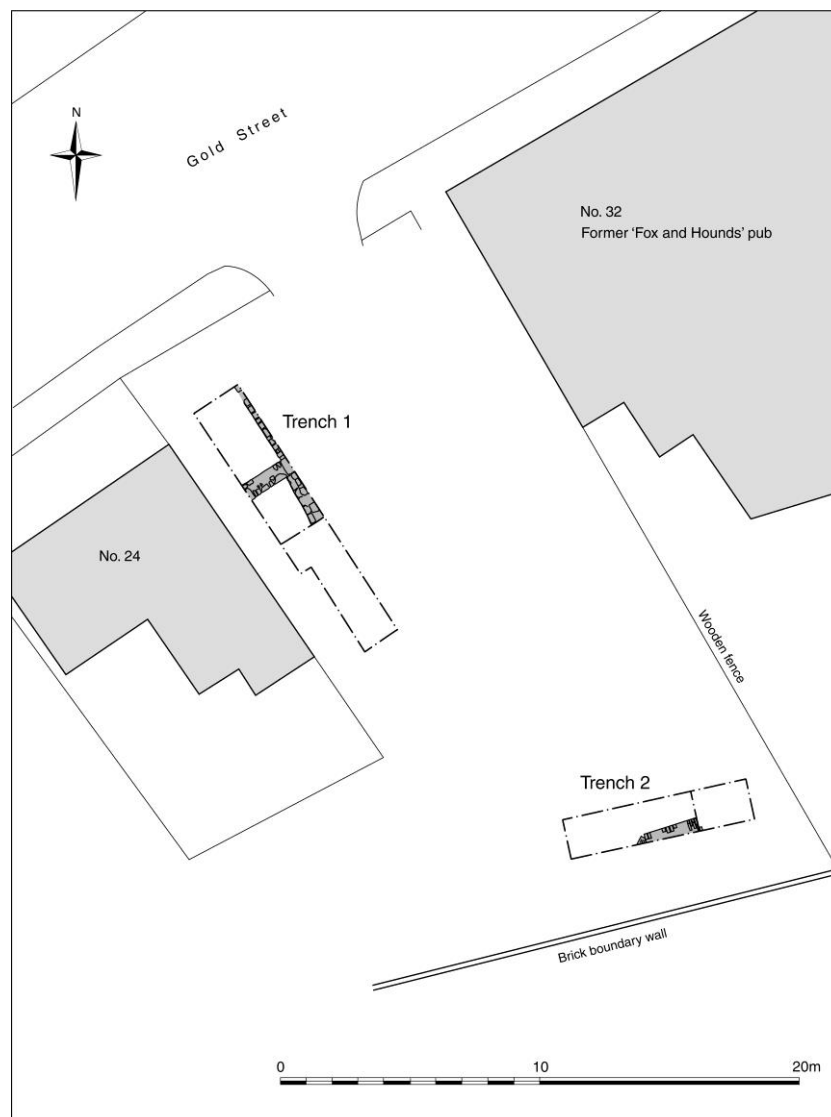 N
Gold Street
No. 32
Former ‘Fox and Hounds’ pub
Trench 1
No. 24
Wooden fence
Trench 2
Brick boundary wall
0 10 20m